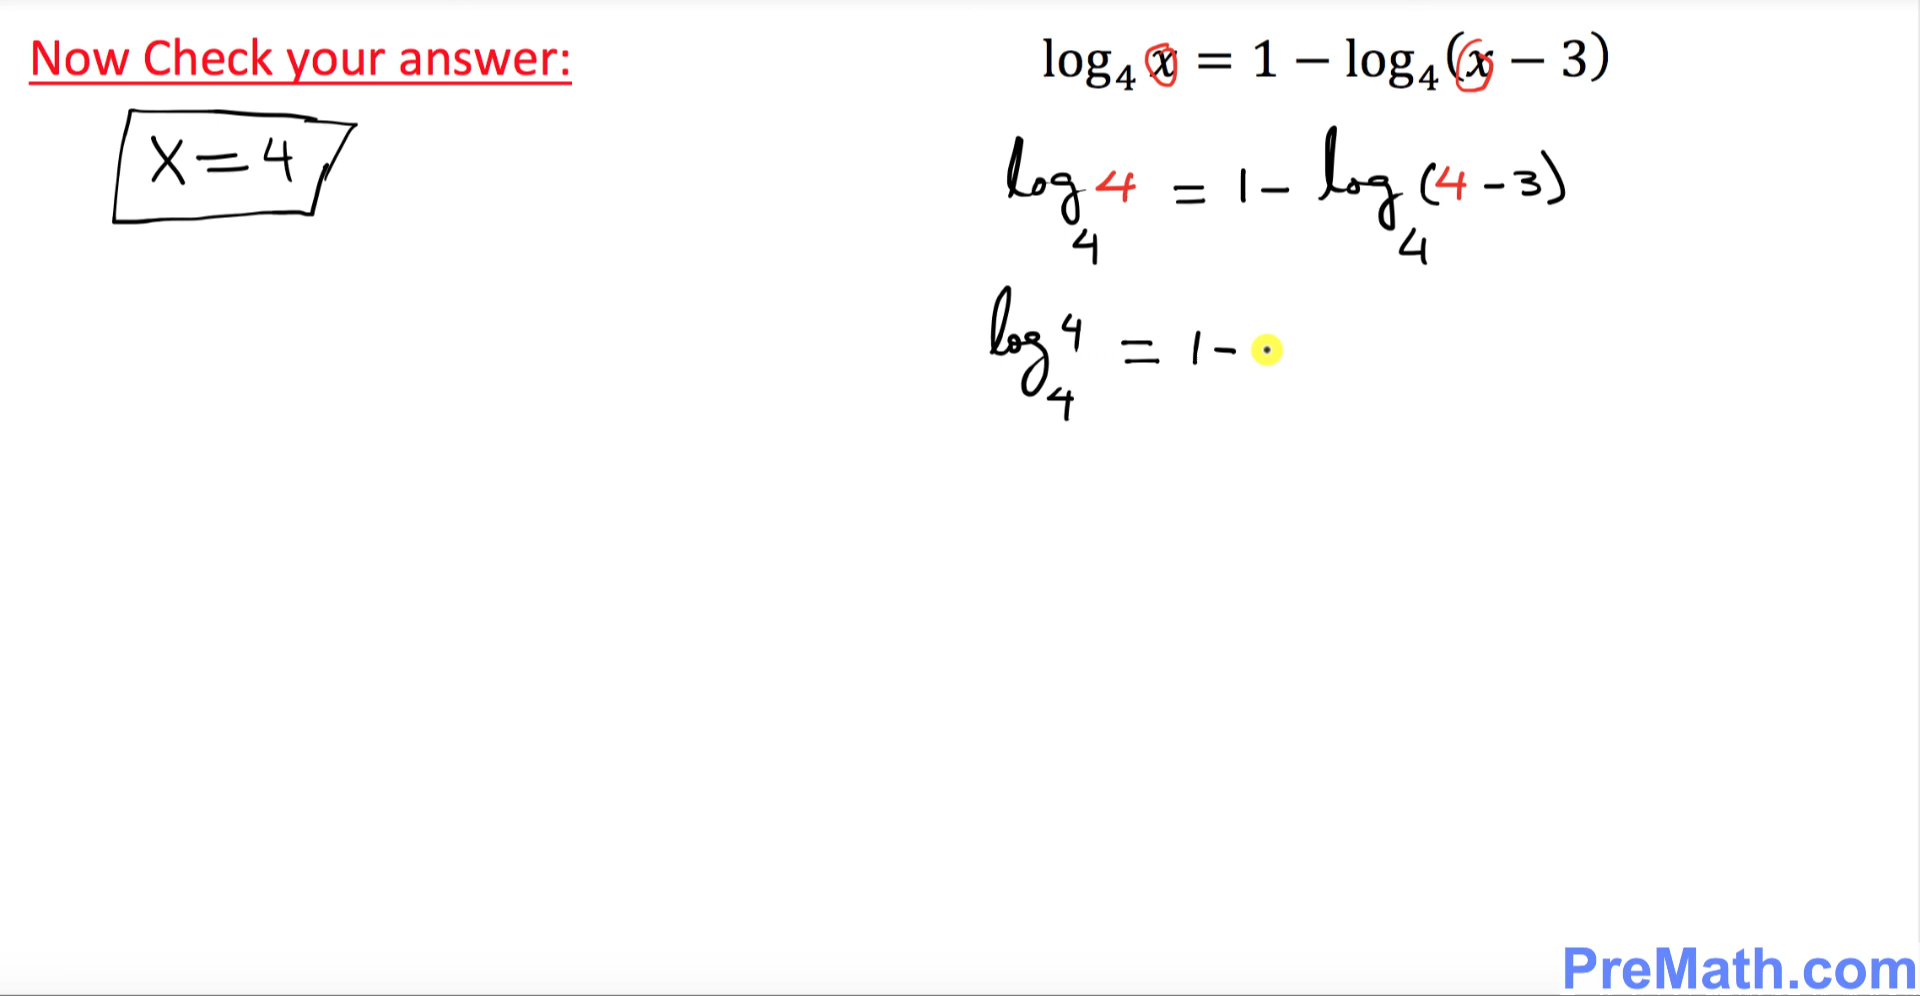 Now Check your answer:
x = 4
log₄ x = 1 − log₄(x − 3)
log₄ 4 = 1 − log₄ (4 − 3)
log₄ 4 = 1 −
PreMath.com